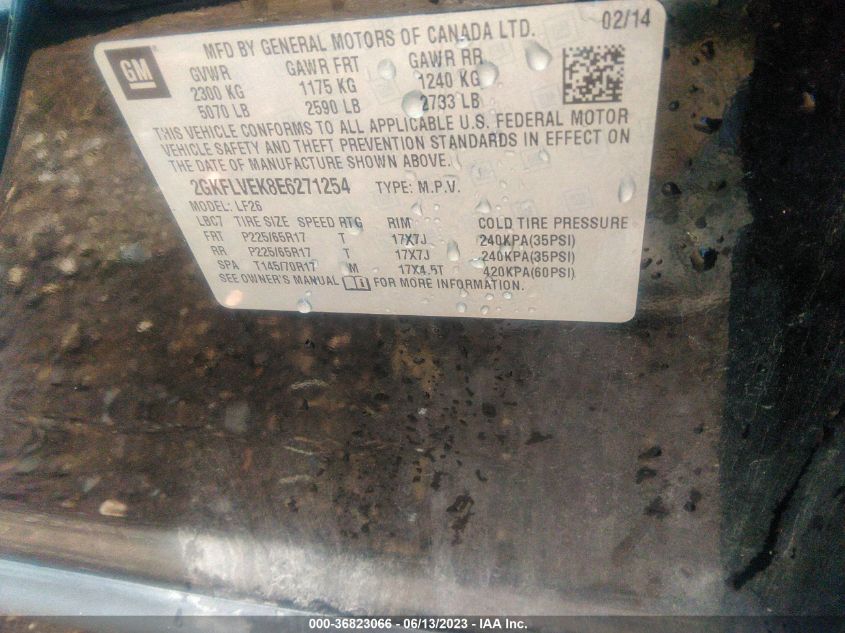 GM
MFD BY GENERAL MOTORS OF CANADA LTD. 02/14
GVWR GAWR FRT GAWR RR
2300 KG 1175 KG 1240 KG
5070 LB 2590 LB 2733 LB
THIS VEHICLE CONFORMS TO ALL APPLICABLE U.S. FEDERAL MOTOR
VEHICLE SAFETY AND THEFT PREVENTION STANDARDS IN EFFECT ON
THE DATE OF MANUFACTURE SHOWN ABOVE.
2GKFLVEK8E6271254 TYPE: M.P.V.
MODEL: LF26
LBC7 TIRE SIZE SPEED RTG RIM COLD TIRE PRESSURE
FRT P225/65R17 T 17X7J 240KPA(35PSI)
RR P225/65R17 T 17X7J 240KPA(35PSI)
SPA T145/70R17 M 17X4.5T 420KPA(60PSI)
SEE OWNER'S MANUAL FOR MORE INFORMATION.
000-36823066 - 06/13/2023 - IAA Inc.